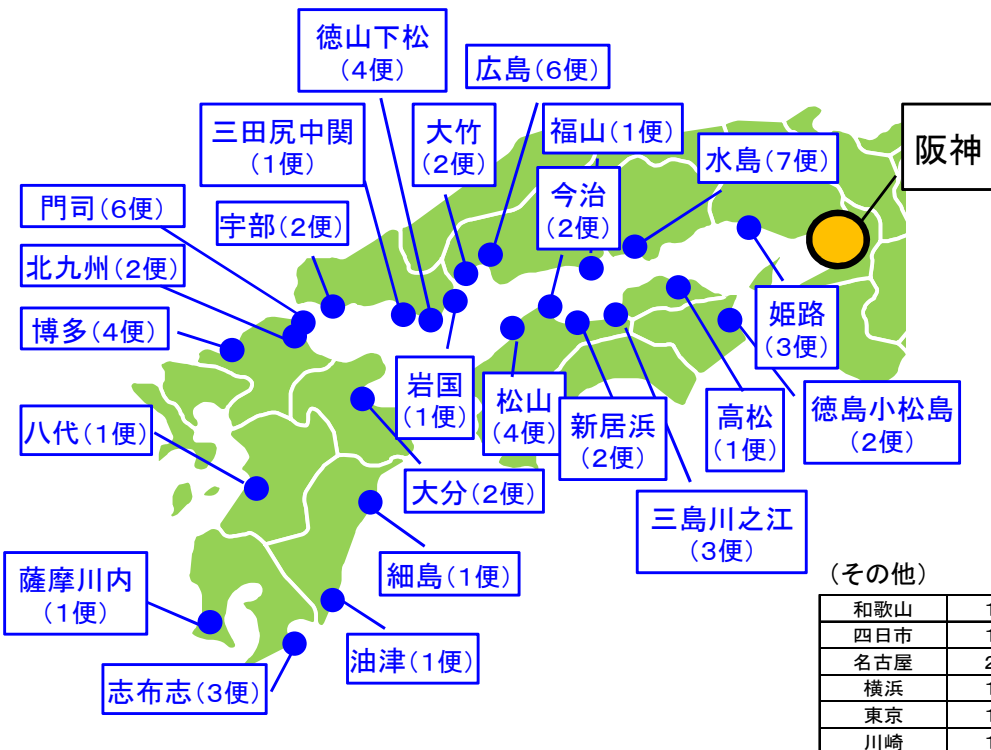 徳山下松
(4便)
広島(6便)
三田尻中関
(1便)
大竹
(2便)
福山(1便)
水島(7便)
阪神
今治
(2便)
門司(6便)
宇部(2便)
北九州(2便)
博多(4便)
姫路
(3便)
岩国
(1便)
松山
(4便)
新居浜
(2便)
高松
(1便)
徳島小松島
(2便)
八代(1便)
大分(2便)
三島川之江
(3便)
細島(1便)
薩摩川内
(1便)
油津(1便)
志布志(3便)
(その他)
和歌山
四日市
名古屋
横浜
東京
川崎